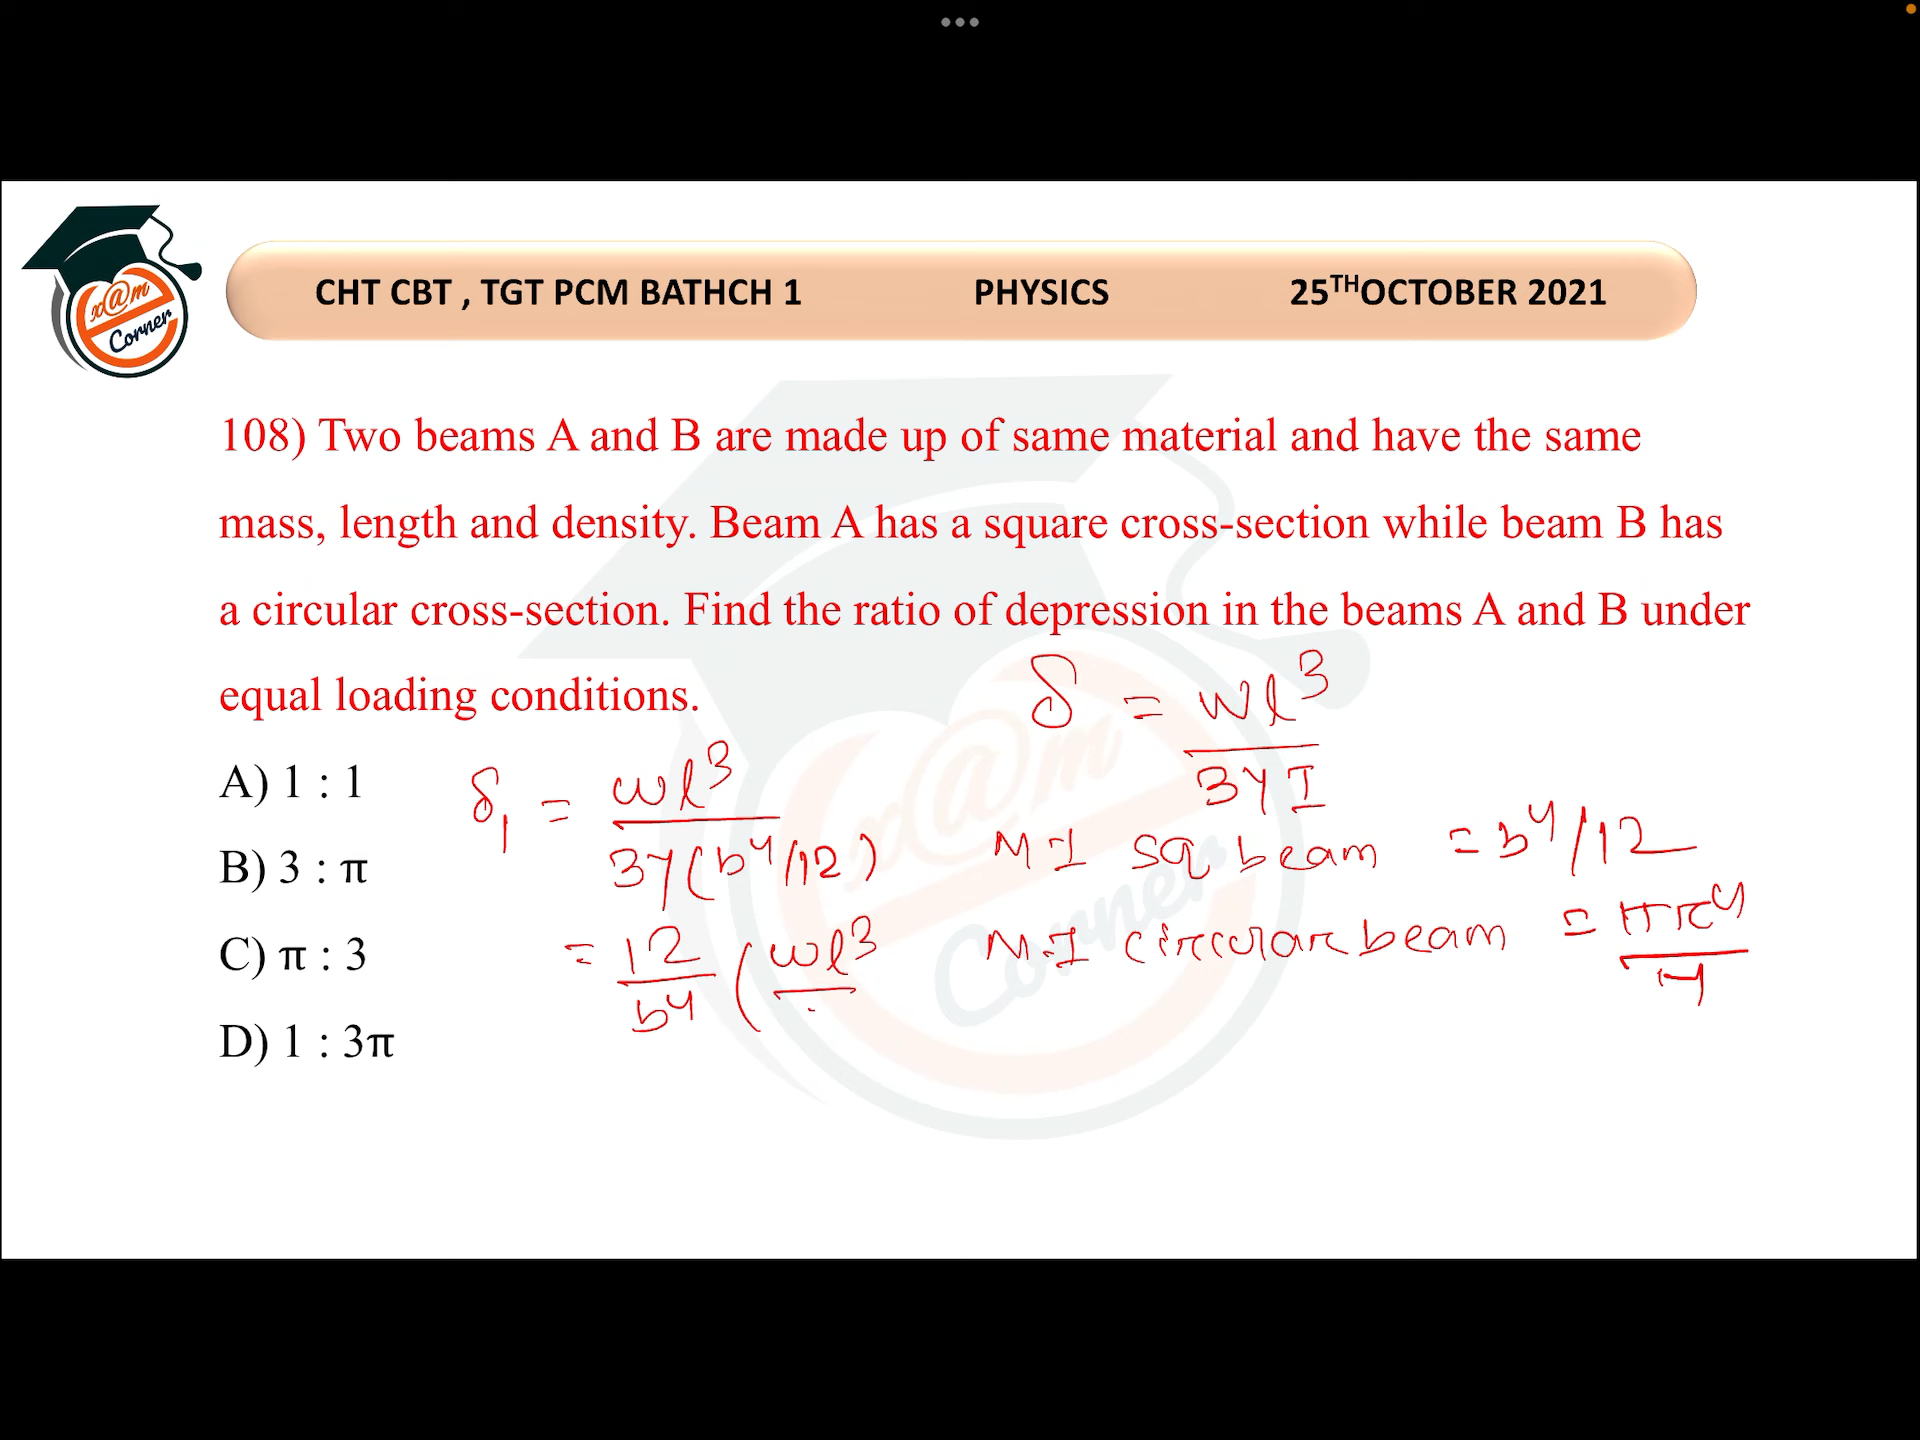 x@m
Corner
CHT CBT , TGT PCM BATHCH 1 PHYSICS 25THOCTOBER 2021
108) Two beams A and B are made up of same material and have the same
mass, length and density. Beam A has a square cross-section while beam B has
a circular cross-section. Find the ratio of depression in the beams A and B under
equal loading conditions.
δ = wl³/3YI
A) 1 : 1
B) 3 : π
C) π : 3
D) 1 : 3π
δ₁ = wl³/3Y(b⁴/12)
= 12/b⁴ (wl³
M.I sq beam = b⁴/12
M.I circular beam = πr⁴/4
x@m
Corner